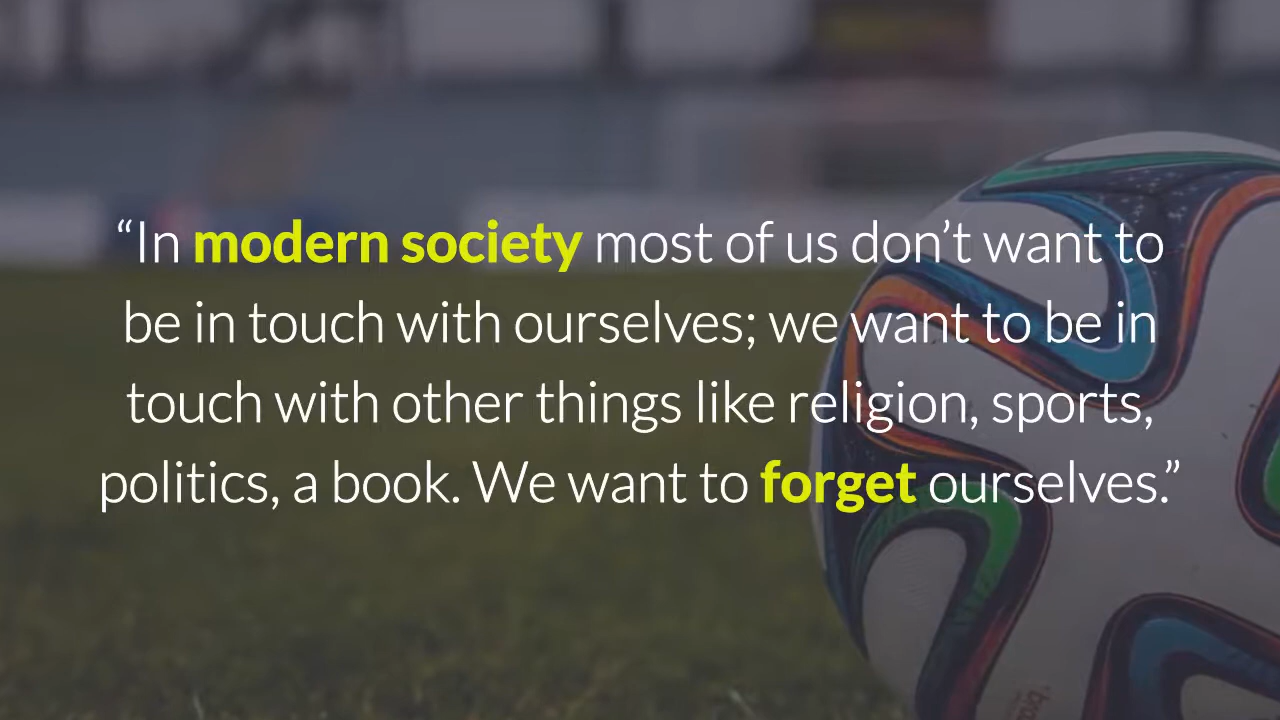 “In modern society most of us don’t want to
be in touch with ourselves; we want to be in
touch with other things like religion, sports,
politics, a book. We want to forget ourselves.”